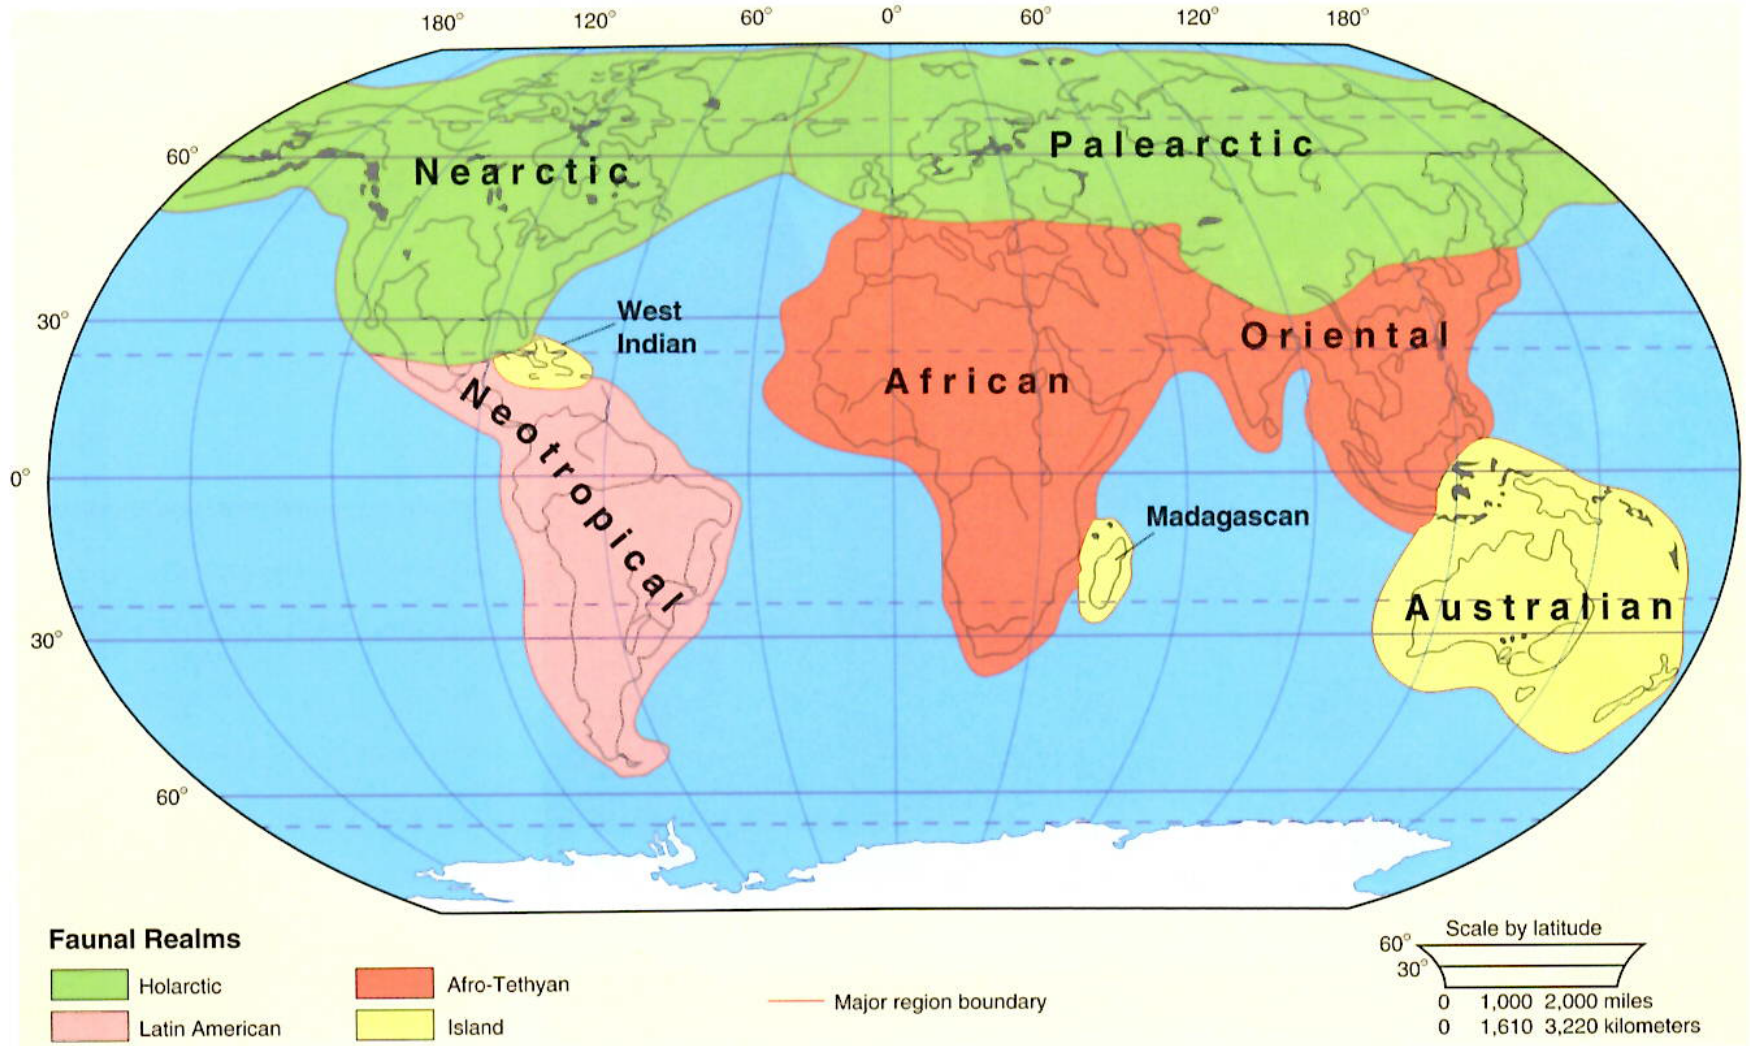 180° 120° 60° 0° 60° 120° 180°
60°
Nearctic
Palearctic
30°
West
Indian
Oriental
African
Neotropical
0°
Madagascan
Australian
30°
60°
Faunal Realms
Holarctic
Afro-Tethyan
Latin American
Island
Major region boundary
Scale by latitude
60°
30°
0 1,000 2,000 miles
0 1,610 3,220 kilometers